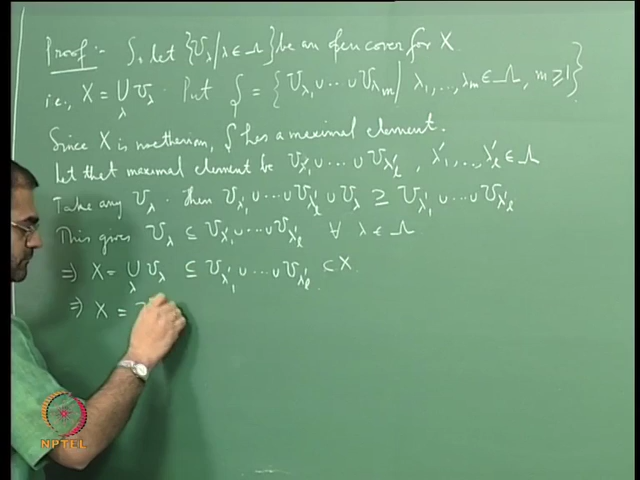 Proof :- So let {U_λ / λ ∈ Λ} be an open cover for X.
i.e., X = ∪_λ U_λ. Put 𝒮 = {U_λ₁ ∪ ··· ∪ U_λm / λ₁, ..., λm ∈ Λ, m ≥ 1}
Since X is noetherian, 𝒮 has a maximal element.
Let that maximal element be U_λ'₁ ∪ ··· ∪ U_λ'ℓ , λ'₁, ..., λ'ℓ ∈ Λ
Take any U_λ. Then U_λ'₁ ∪ ··· ∪ U_λ'ℓ ∪ U_λ ≥ U_λ'₁ ∪ ··· ∪ U_λ'ℓ
This gives U_λ ⊆ U_λ'₁ ∪ ··· ∪ U_λ'ℓ ∀ λ ∈ Λ
⇒ X = ∪_λ U_λ ⊆ U_λ'₁ ∪ ··· ∪ U_λ'ℓ ⊂ X
⇒ X =
NPTEL